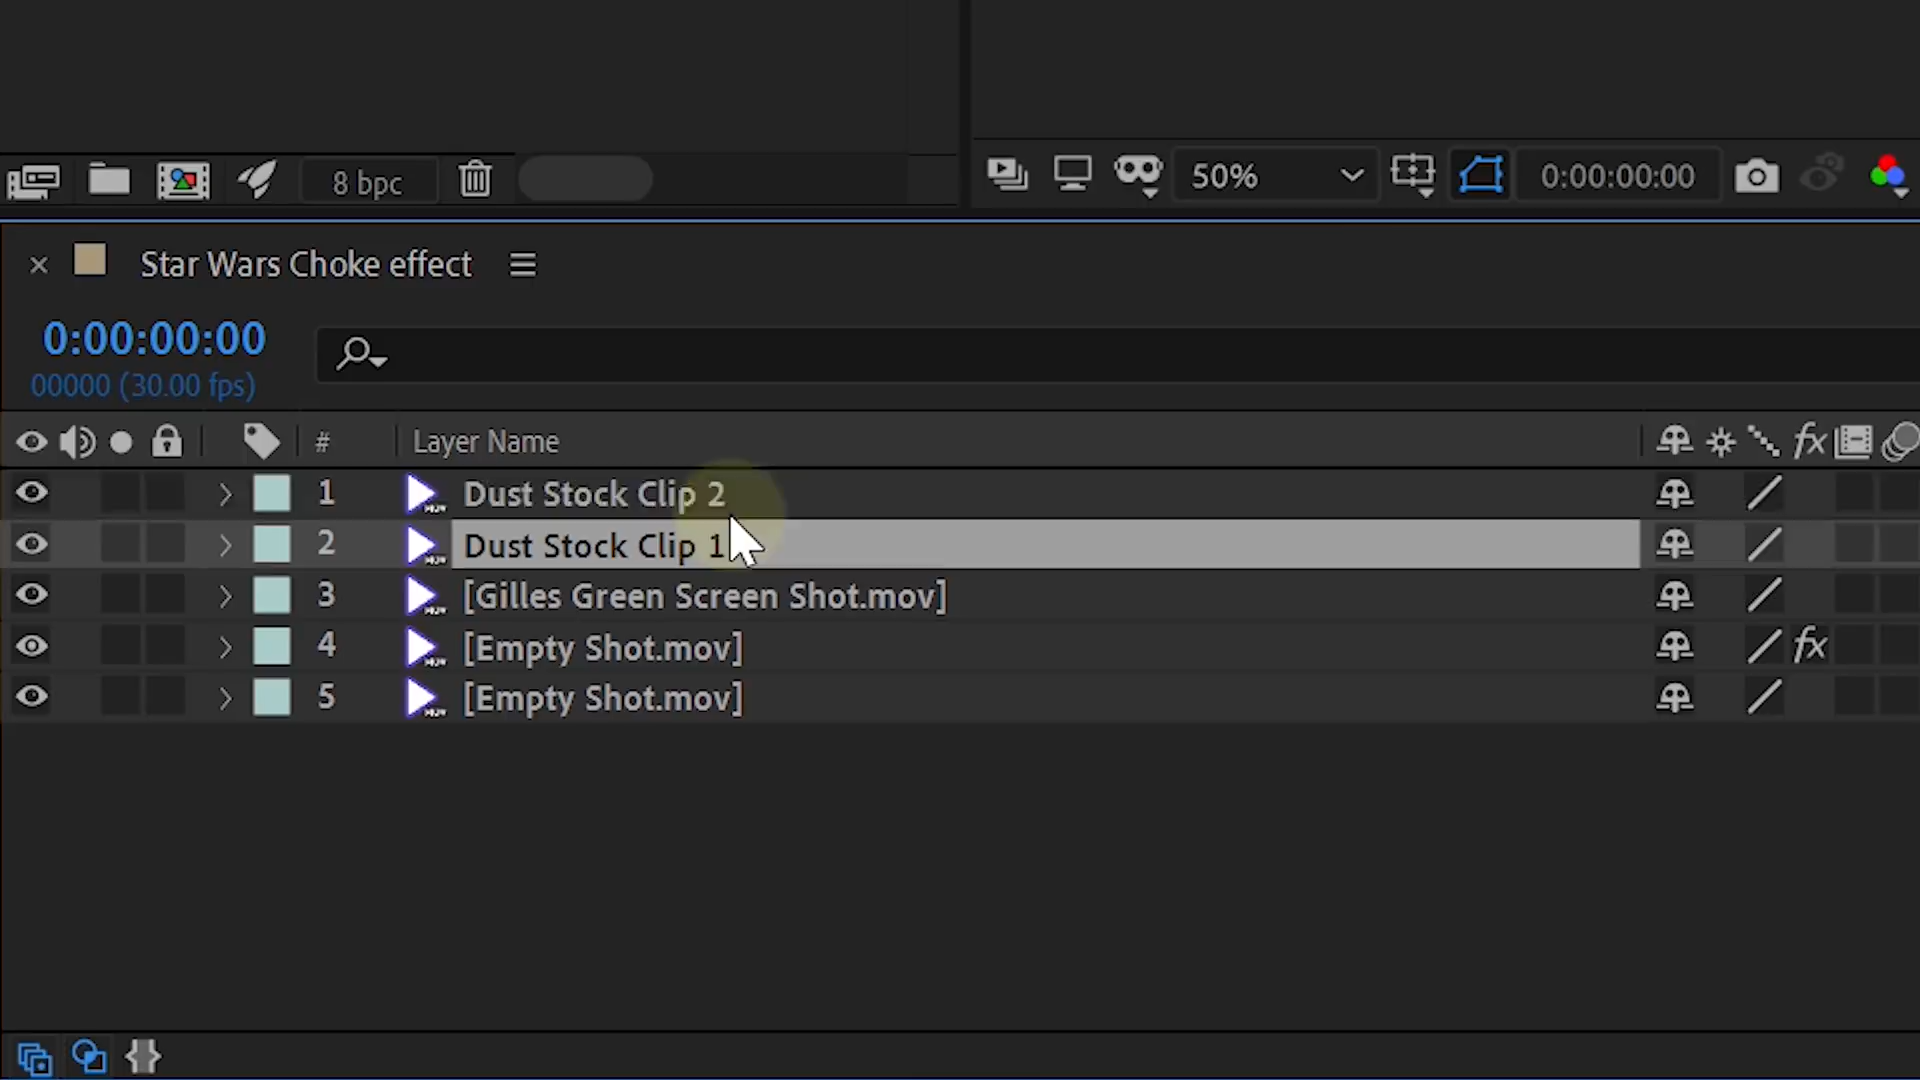 8 bpc
50%
0:00:00:00
Star Wars Choke effect
0:00:00:00
00000 (30.00 fps)
# Layer Name fx
1 Dust Stock Clip 2
2 Dust Stock Clip 1
3 [Gilles Green Screen Shot.mov]
4 [Empty Shot.mov] fx
5 [Empty Shot.mov]